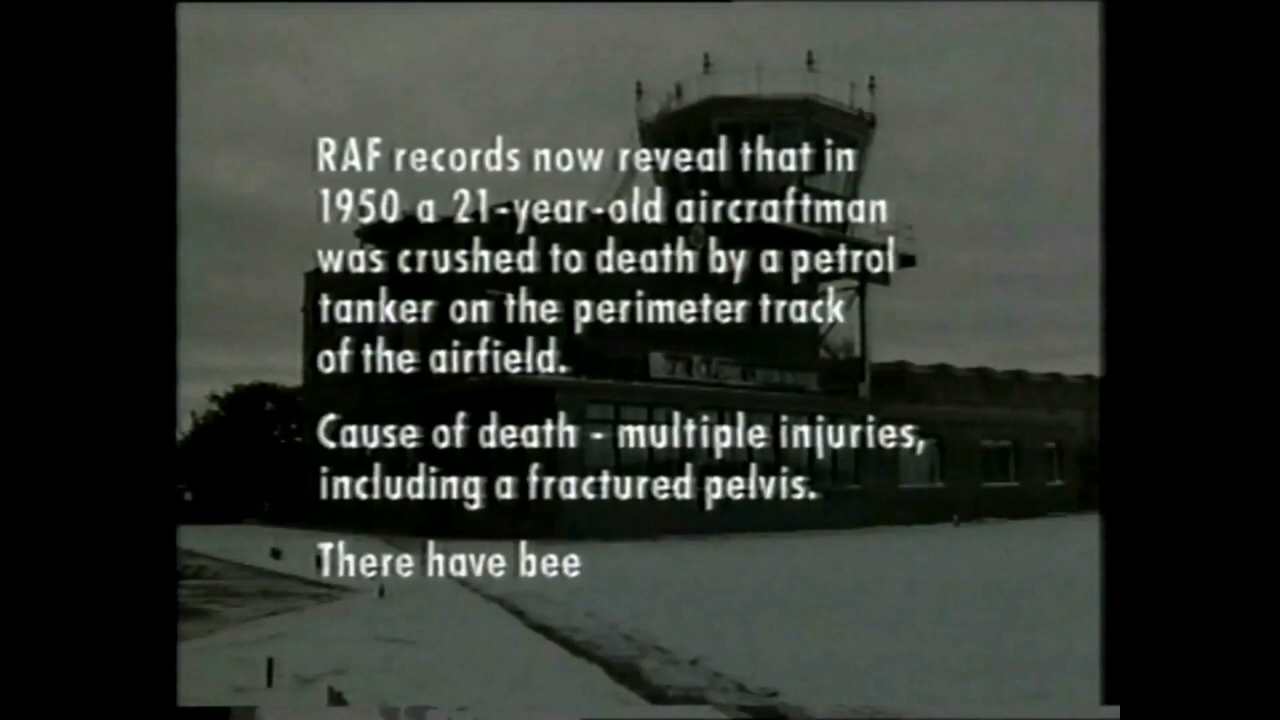 RAF records now reveal that in
1950 a 21-year-old aircraftman
was crushed to death by a petrol
tanker on the perimeter track
of the airfield.
Cause of death - multiple injuries,
including a fractured pelvis.
There have bee